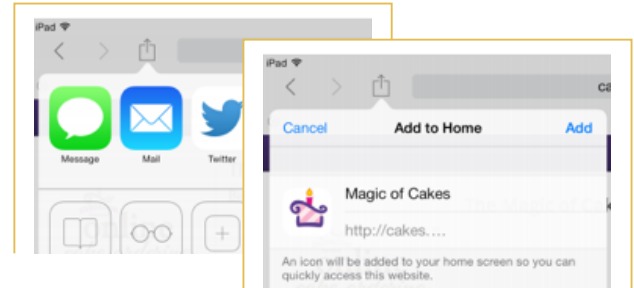 iPad
Message
Mail
Twitter
iPad
ca
Cancel
Add to Home
Add
Magic of Cakes
http://cakes....
An icon will be added to your home screen so you can
quickly access this website.